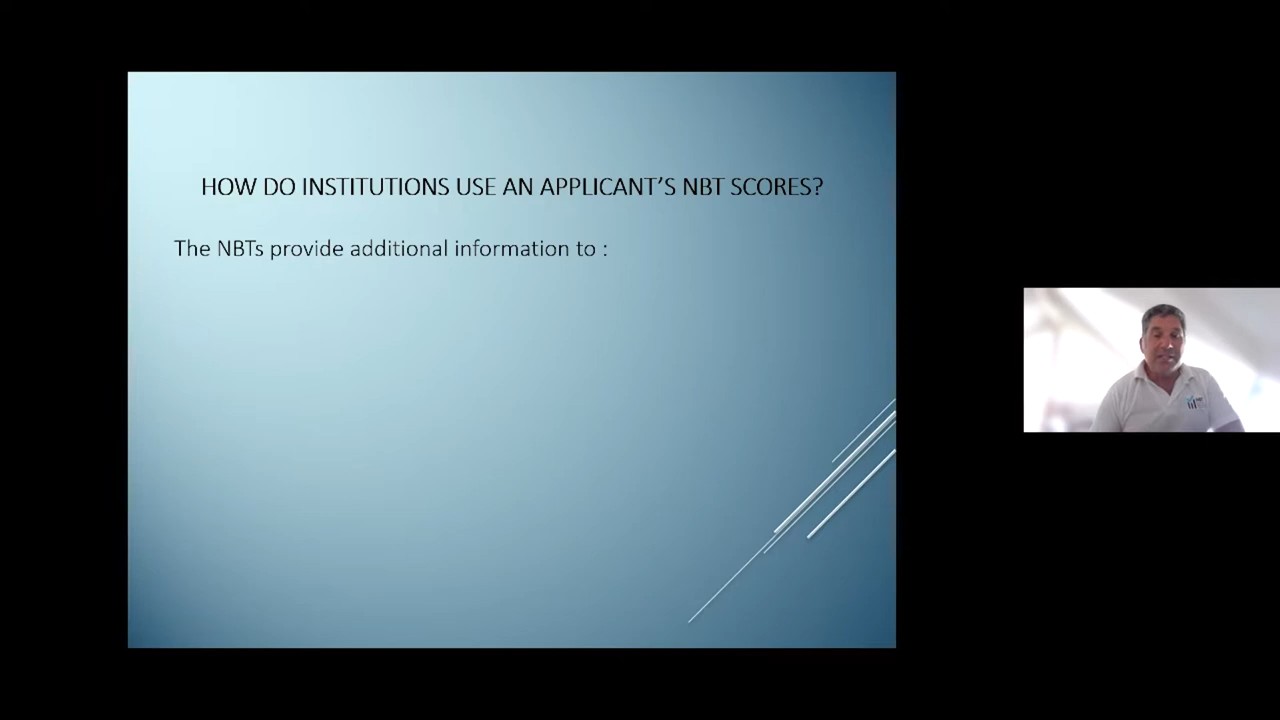 HOW DO INSTITUTIONS USE AN APPLICANT’S NBT SCORES?
The NBTs provide additional information to :